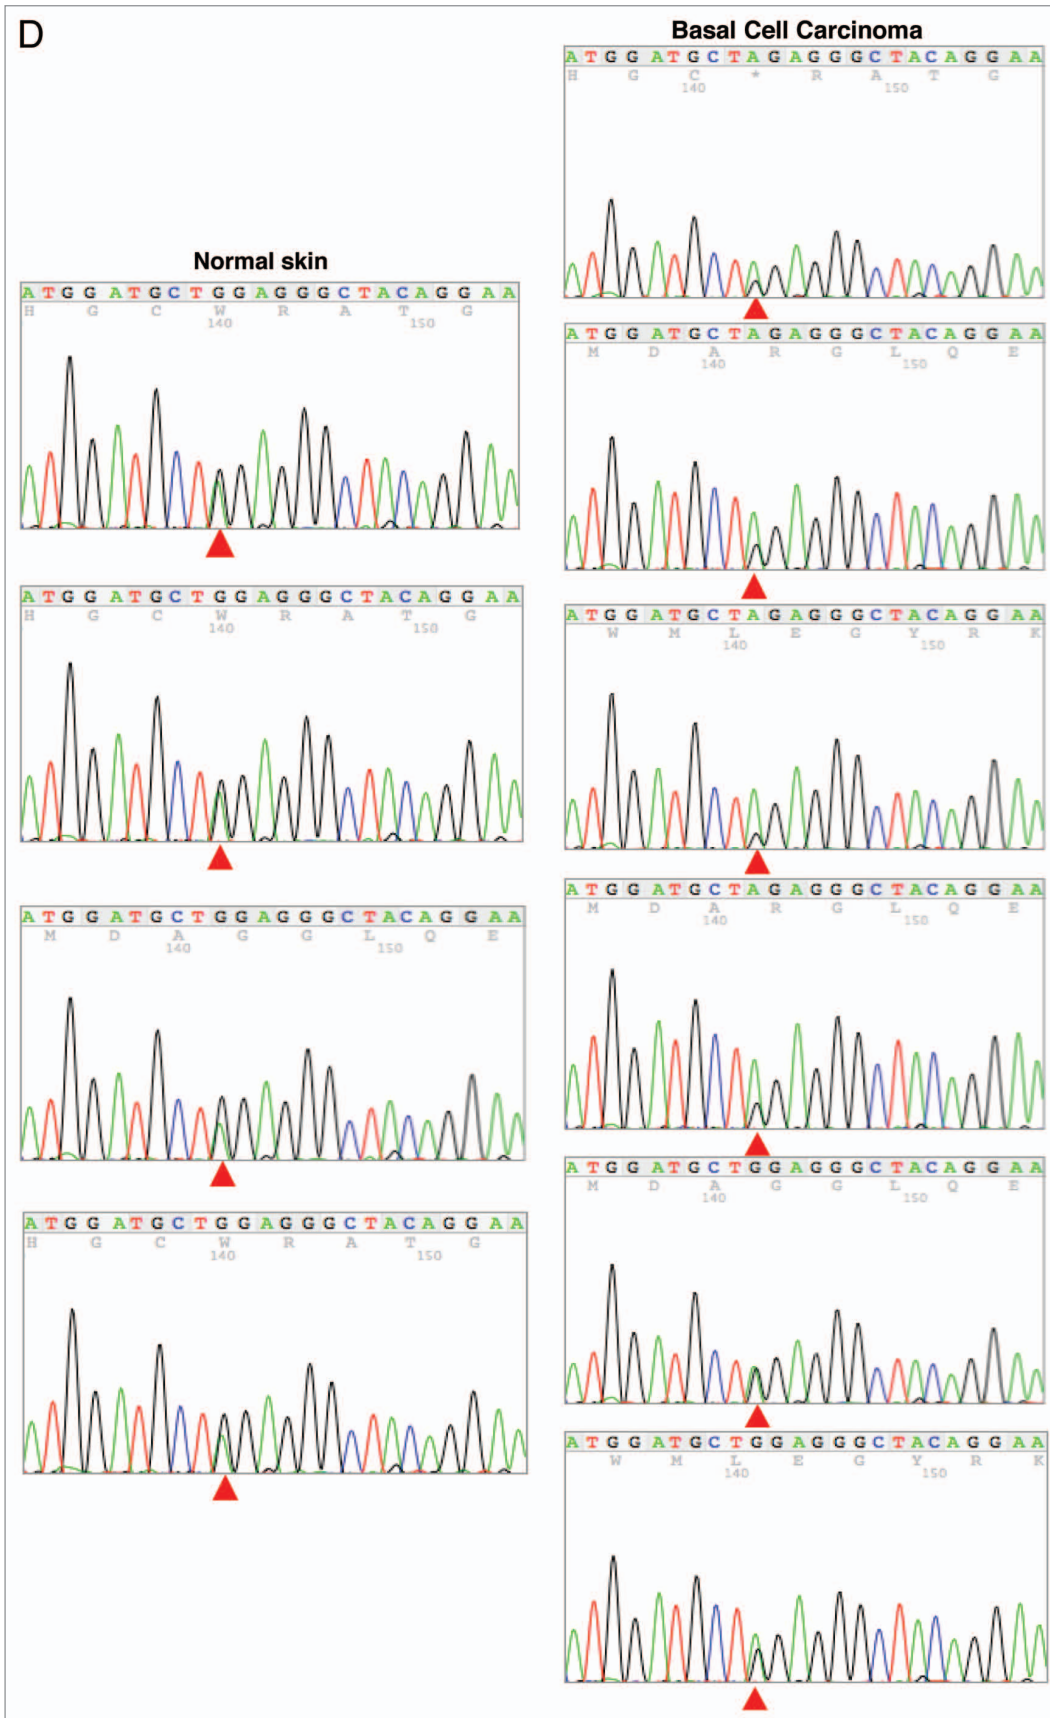 D
Normal skin
ATGGATGCTGGAGGGCTACAGGAA
H G C W R A T G
140 150
ATGGATGCTGGAGGGCTACAGGAA
H G C W R A T G
140 150
ATGGATGCTGGAGGGCTACAGGAA
M D A G G L Q E
140 150
ATGGATGCTGGAGGGCTACAGGAA
H G C W R A T G
140 150
Basal Cell Carcinoma
ATGGATGCTAGAGGGCTACAGGAA
H G C * R A T G
140 150
ATGGATGCTAGAGGGCTACAGGAA
M D A R G L Q E
140 150
ATGGATGCTAGAGGGCTACAGGAA
W M L E G Y R K
140 150
ATGGATGCTAGAGGGCTACAGGAA
M D A R G L Q E
140 150
ATGGATGCTGGAGGGCTACAGGAA
M D A G G L Q E
140 150
ATGGATGCTGGAGGGCTACAGGAA
W M L E G Y R K
140 150